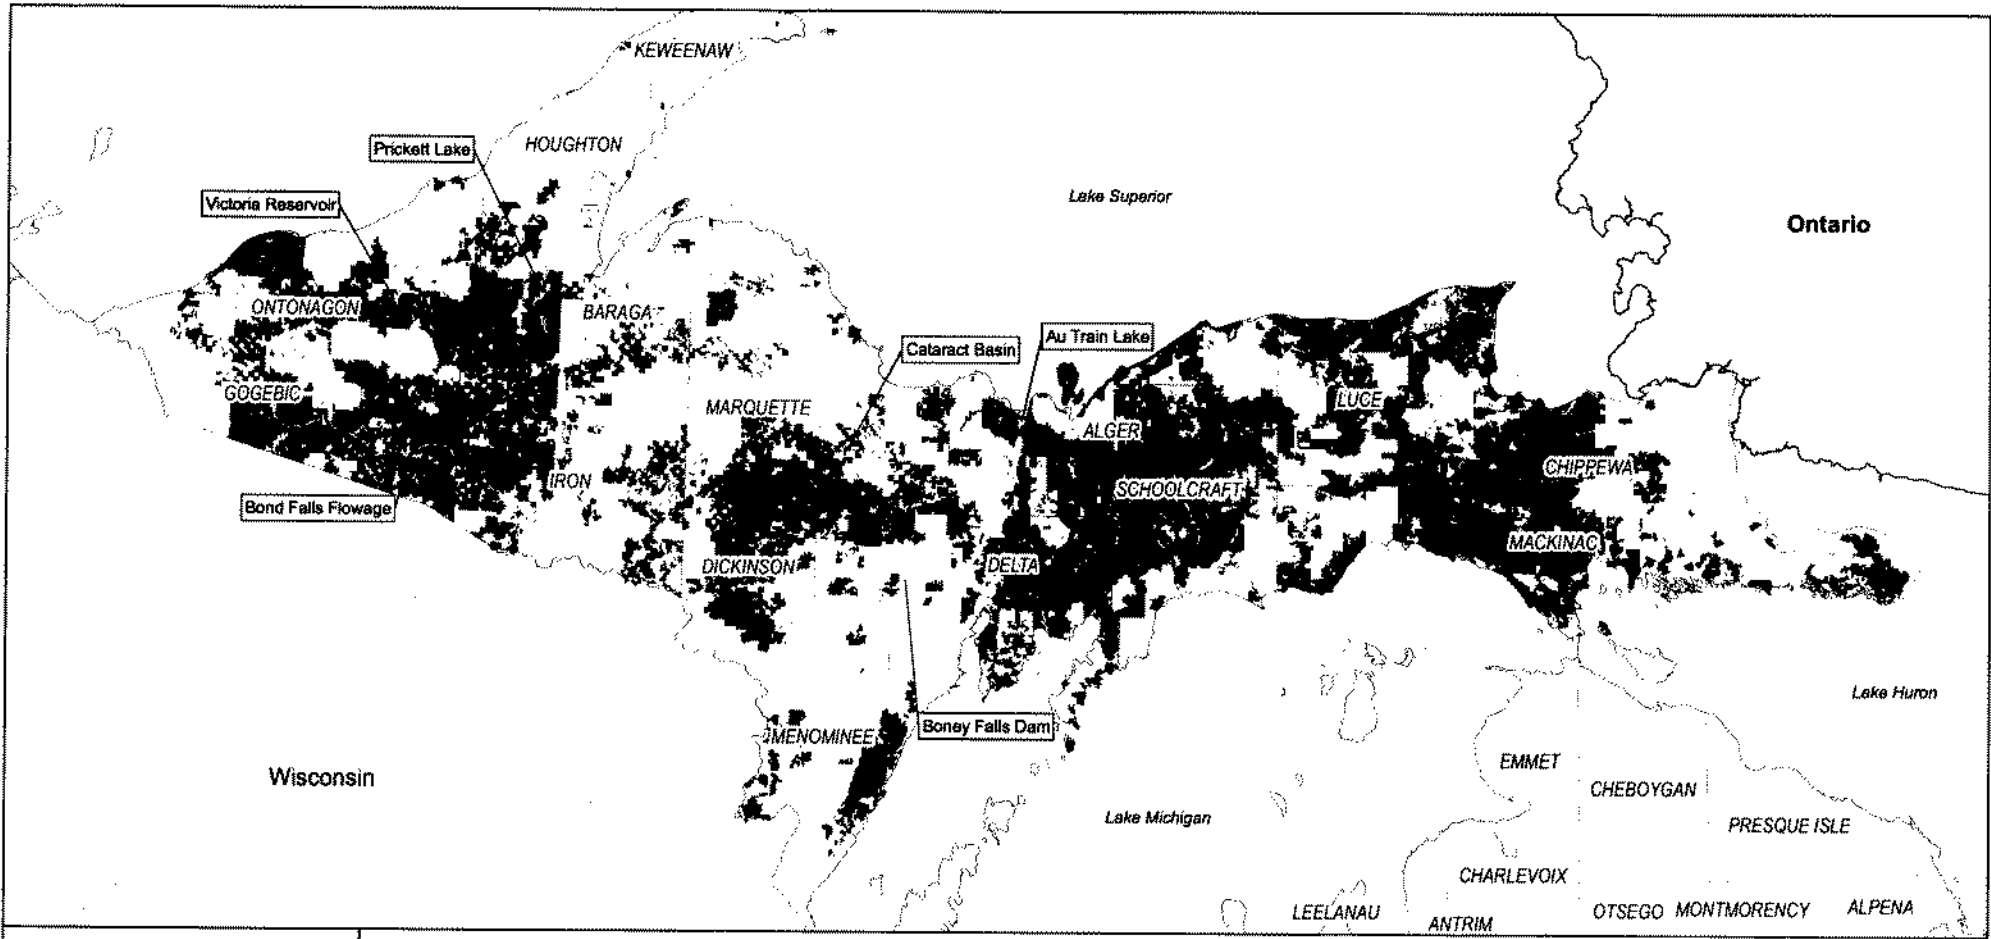 KEWEENAW
HOUGHTON
Prickett Lake
Lake Superior
Victoria Reservoir
Ontario
ONTONAGON
BARAGA
Au Train Lake
Cataract Basin
GOGEBIC
MARQUETTE
LUCE
ALGER
CHIPPEWA
IRON
SCHOOLCRAFT
Bond Falls Flowage
MACKINAC
DICKINSON
DELTA
Lake Huron
Boney Falls Dam
MENOMINEE
EMMET
Wisconsin
CHEBOYGAN
Lake Michigan
PRESQUE ISLE
CHARLEVOIX
LEELANAU
ANTRIM
OTSEGO
MONTMORENCY
ALPENA